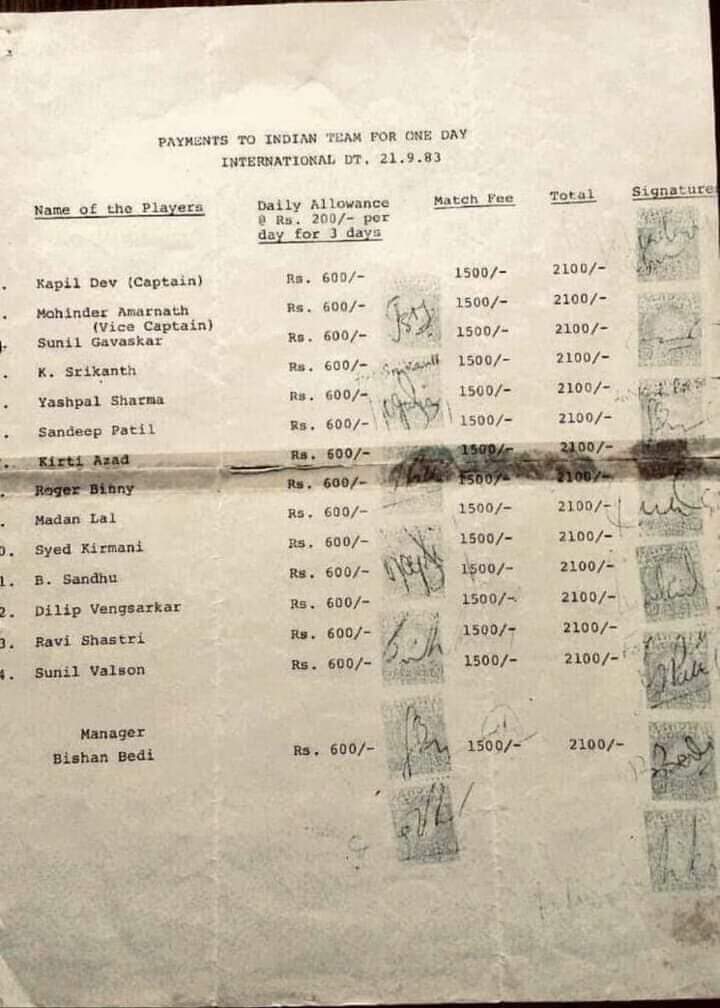 PAYMENTS TO INDIAN TEAM FOR ONE DAY
INTERNATIONAL DT. 21.9.83
Name of the Players Daily Allowance @ Rs. 200/- per day for 3 days Match Fee Total Signature
. Kapil Dev (Captain) Rs. 600/- 1500/- 2100/-
. Mohinder Amarnath Rs. 600/- 1500/- 2100/-
(Vice Captain)
Sunil Gavaskar Rs. 600/- 1500/- 2100/-
. K. Srikanth Rs. 600/- 1500/- 2100/-
. Yashpal Sharma Rs. 600/- 1500/- 2100/-
. Sandeep Patil Rs. 600/- 1500/- 2100/-
. Kirti Azad Rs. 600/- 1500/- 2100/-
. Roger Binny Rs. 600/- 1500/- 2100/-
. Madan Lal Rs. 600/- 1500/- 2100/-
0. Syed Kirmani Rs. 600/- 1500/- 2100/-
1. B. Sandhu Rs. 600/- 1500/- 2100/-
2. Dilip Vengsarkar Rs. 600/- 1500/- 2100/-
3. Ravi Shastri Rs. 600/- 1500/- 2100/-
4. Sunil Valson Rs. 600/- 1500/- 2100/-
Manager
Bishan Bedi Rs. 600/- 1500/- 2100/-